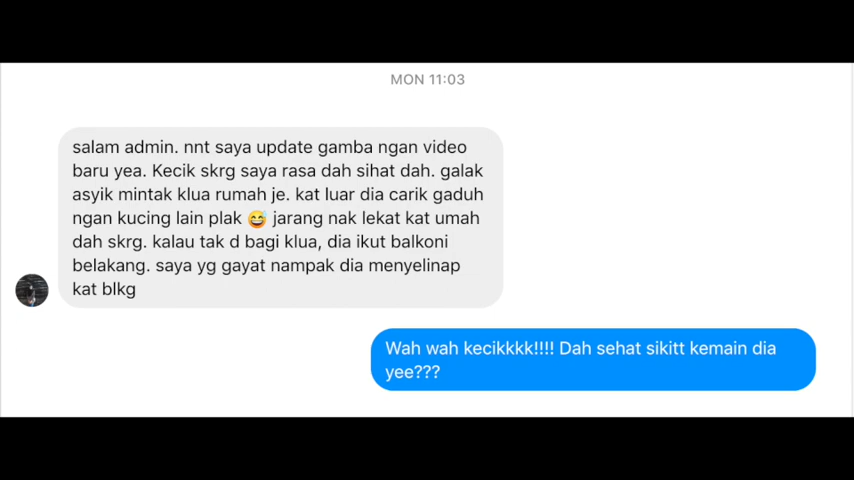 MON 11:03
salam admin. nnt saya update gamba ngan video
baru yea. Kecik skrg saya rasa dah sihat dah. galak
asyik mintak klua rumah je. kat luar dia carik gaduh
ngan kucing lain plak 😅 jarang nak lekat kat umah
dah skrg. kalau tak d bagi klua, dia ikut balkoni
belakang. saya yg gayat nampak dia menyelinap
kat blkg
Wah wah kecikkkk!!!! Dah sehat sikitt kemain dia
yee???